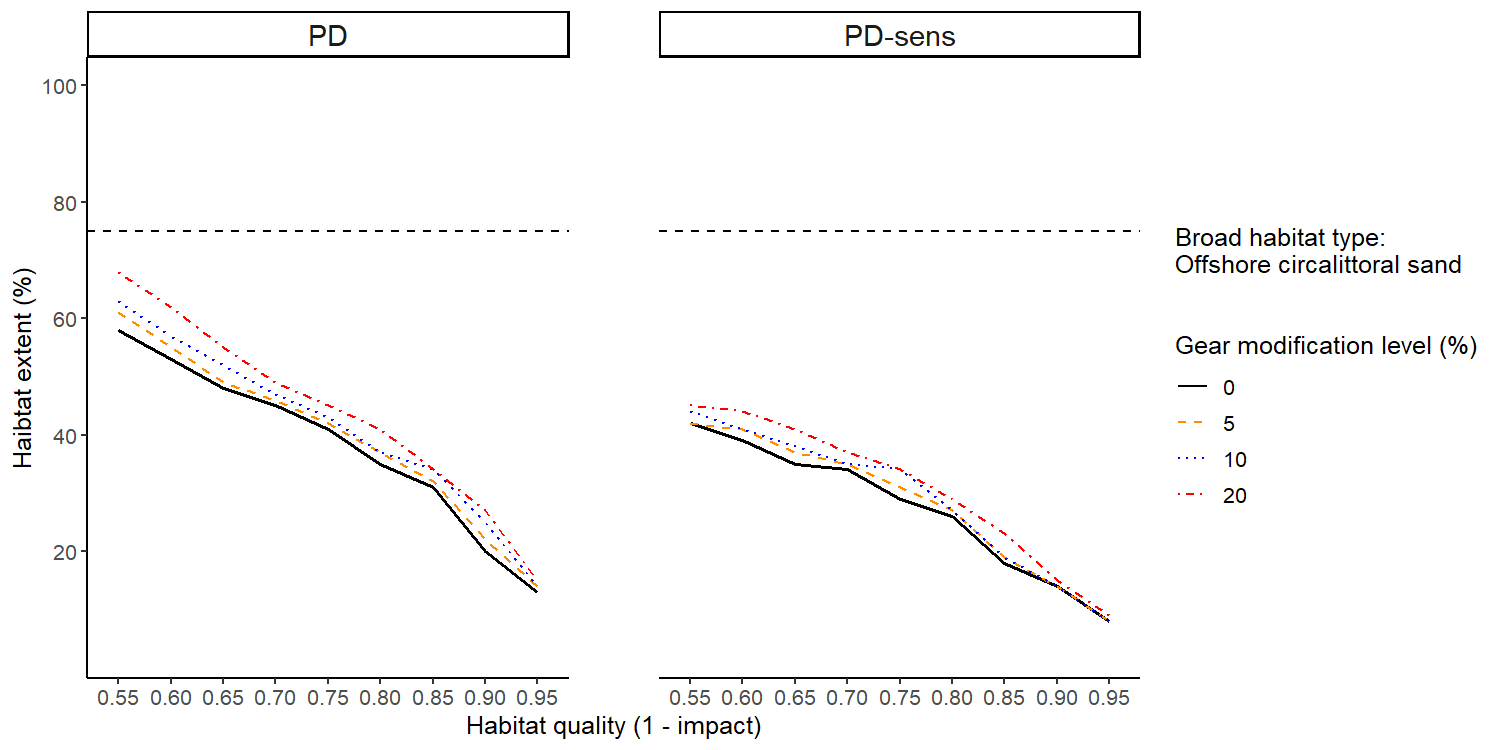 PD
PD-sens
100
80
60
40
20
Haibtat extent (%)
0.55 0.60 0.65 0.70 0.75 0.80 0.85 0.90 0.95
0.55 0.60 0.65 0.70 0.75 0.80 0.85 0.90 0.95
Habitat quality (1 - impact)
Broad habitat type:
Offshore circalittoral sand
Gear modification level (%)
0
5
10
20